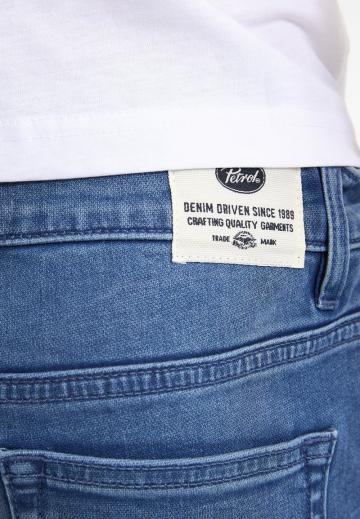 Petrol®
DENIM DRIVEN SINCE 1989
CRAFTING QUALITY GARMENTS
TRADE MARK